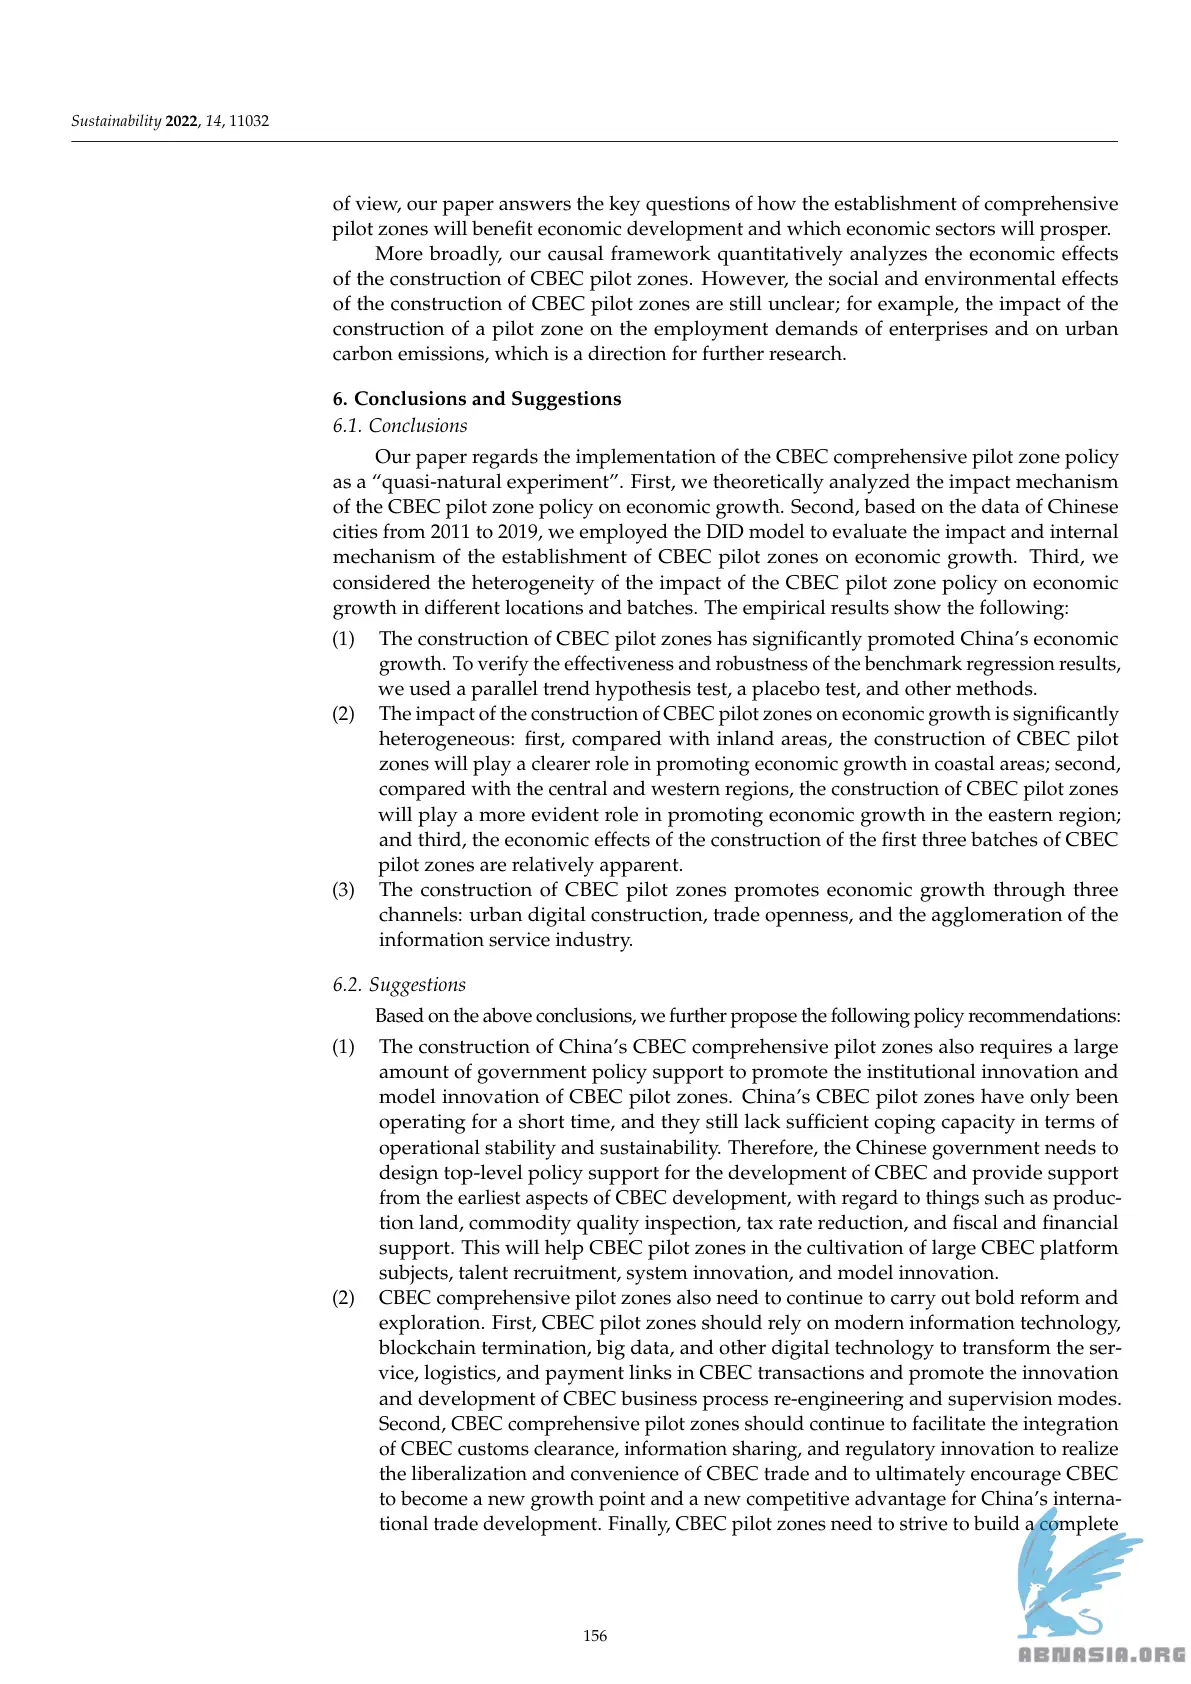 Sustainability 2022, 14, 11032
of view, our paper answers the key questions of how the establishment of comprehensive
pilot zones will benefit economic development and which economic sectors will prosper.
More broadly, our causal framework quantitatively analyzes the economic effects
of the construction of CBEC pilot zones. However, the social and environmental effects
of the construction of CBEC pilot zones are still unclear; for example, the impact of the
construction of a pilot zone on the employment demands of enterprises and on urban
carbon emissions, which is a direction for further research.
6. Conclusions and Suggestions
6.1. Conclusions
Our paper regards the implementation of the CBEC comprehensive pilot zone policy
as a “quasi-natural experiment”. First, we theoretically analyzed the impact mechanism
of the CBEC pilot zone policy on economic growth. Second, based on the data of Chinese
cities from 2011 to 2019, we employed the DID model to evaluate the impact and internal
mechanism of the establishment of CBEC pilot zones on economic growth. Third, we
considered the heterogeneity of the impact of the CBEC pilot zone policy on economic
growth in different locations and batches. The empirical results show the following:
(1) The construction of CBEC pilot zones has significantly promoted China’s economic
growth. To verify the effectiveness and robustness of the benchmark regression results,
we used a parallel trend hypothesis test, a placebo test, and other methods.
(2) The impact of the construction of CBEC pilot zones on economic growth is significantly
heterogeneous: first, compared with inland areas, the construction of CBEC pilot
zones will play a clearer role in promoting economic growth in coastal areas; second,
compared with the central and western regions, the construction of CBEC pilot zones
will play a more evident role in promoting economic growth in the eastern region;
and third, the economic effects of the construction of the first three batches of CBEC
pilot zones are relatively apparent.
(3) The construction of CBEC pilot zones promotes economic growth through three
channels: urban digital construction, trade openness, and the agglomeration of the
information service industry.
6.2. Suggestions
Based on the above conclusions, we further propose the following policy recommendations:
(1) The construction of China’s CBEC comprehensive pilot zones also requires a large
amount of government policy support to promote the institutional innovation and
model innovation of CBEC pilot zones. China’s CBEC pilot zones have only been
operating for a short time, and they still lack sufficient coping capacity in terms of
operational stability and sustainability. Therefore, the Chinese government needs to
design top-level policy support for the development of CBEC and provide support
from the earliest aspects of CBEC development, with regard to things such as produc-
tion land, commodity quality inspection, tax rate reduction, and fiscal and financial
support. This will help CBEC pilot zones in the cultivation of large CBEC platform
subjects, talent recruitment, system innovation, and model innovation.
(2) CBEC comprehensive pilot zones also need to continue to carry out bold reform and
exploration. First, CBEC pilot zones should rely on modern information technology,
blockchain termination, big data, and other digital technology to transform the ser-
vice, logistics, and payment links in CBEC transactions and promote the innovation
and development of CBEC business process re-engineering and supervision modes.
Second, CBEC comprehensive pilot zones should continue to facilitate the integration
of CBEC customs clearance, information sharing, and regulatory innovation to realize
the liberalization and convenience of CBEC trade and to ultimately encourage CBEC
to become a new growth point and a new competitive advantage for China’s interna-
tional trade development. Finally, CBEC pilot zones need to strive to build a complete
156
ABNASIA.ORG